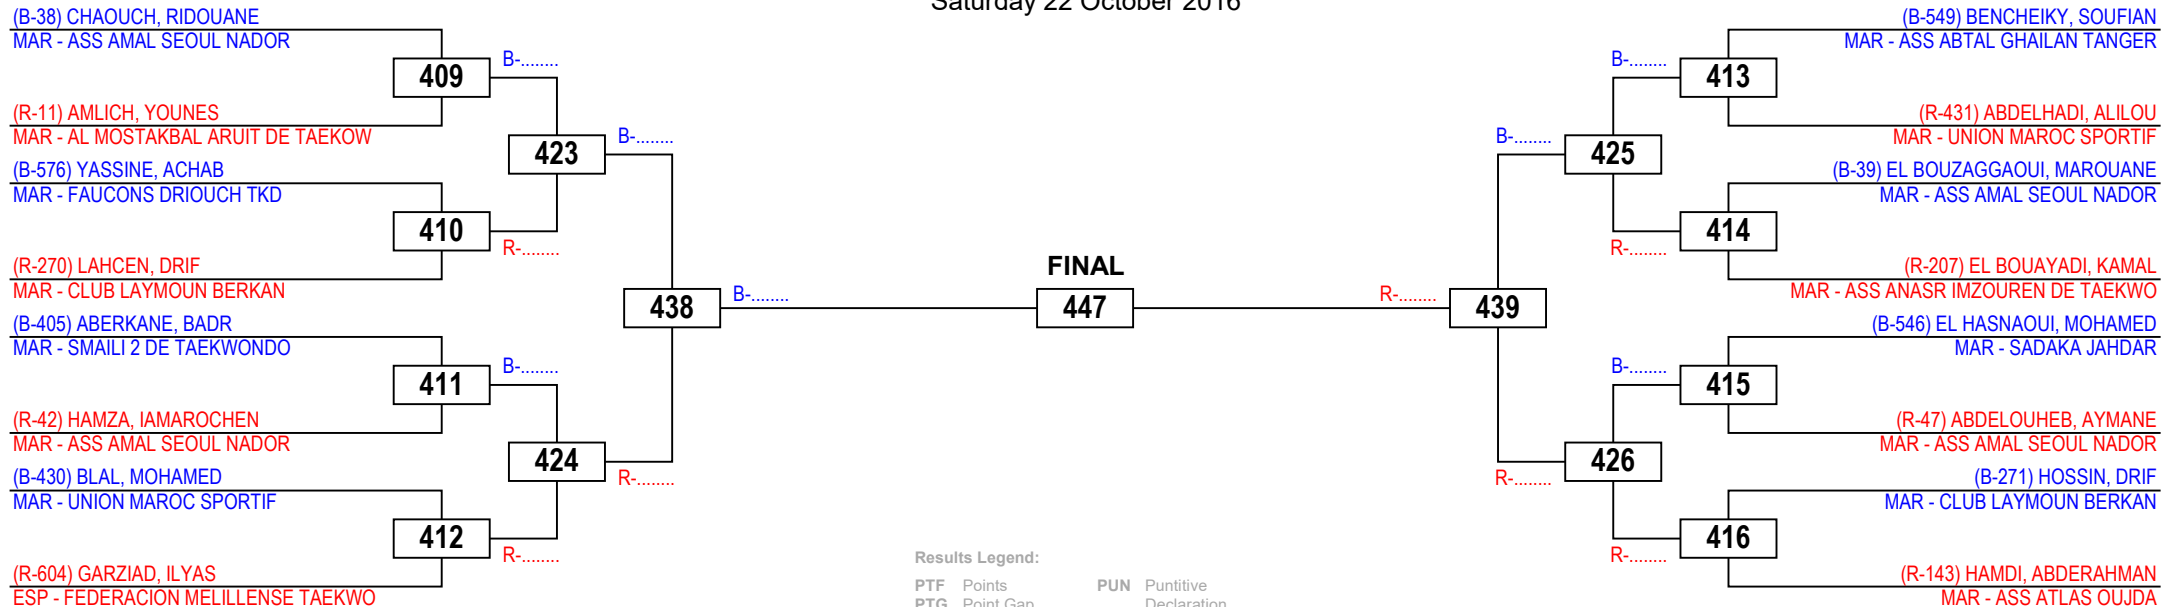 Saturday 22 October 2016
(B-38) CHAOUCH, RIDOUANE
MAR - ASS AMAL SEOUL NADOR
409
B-........
(R-11) AMLICH, YOUNES
MAR - AL MOSTAKBAL ARUIT DE TAEKOW
423
B-........
(B-576) YASSINE, ACHAB
MAR - FAUCONS DRIOUCH TKD
410
R-........
(R-270) LAHCEN, DRIF
MAR - CLUB LAYMOUN BERKAN
438
B-........
(B-405) ABERKANE, BADR
MAR - SMAILI 2 DE TAEKWONDO
411
B-........
(R-42) HAMZA, IAMAROCHEN
MAR - ASS AMAL SEOUL NADOR
424
R-........
(B-430) BLAL, MOHAMED
MAR - UNION MAROC SPORTIF
412
R-........
(R-604) GARZIAD, ILYAS
ESP - FEDERACION MELILLENSE TAEKWO
FINAL
447
(B-549) BENCHEIKY, SOUFIAN
MAR - ASS ABTAL GHAILAN TANGER
B-........
413
(R-431) ABDELHADI, ALILOU
MAR - UNION MAROC SPORTIF
B-........
425
(B-39) EL BOUZAGGAOUI, MAROUANE
MAR - ASS AMAL SEOUL NADOR
R-........
414
(R-207) EL BOUAYADI, KAMAL
MAR - ASS ANASR IMZOUREN DE TAEKWO
R-........
439
(B-546) EL HASNAOUI, MOHAMED
MAR - SADAKA JAHDAR
B-........
415
(R-47) ABDELOUHEB, AYMANE
MAR - ASS AMAL SEOUL NADOR
R-........
426
(B-271) HOSSIN, DRIF
MAR - CLUB LAYMOUN BERKAN
R-........
416
(R-143) HAMDI, ABDERAHMAN
MAR - ASS ATLAS OUJDA
Results Legend:
PTF Points PUN Puntitive
PTG Point Gap Declaration